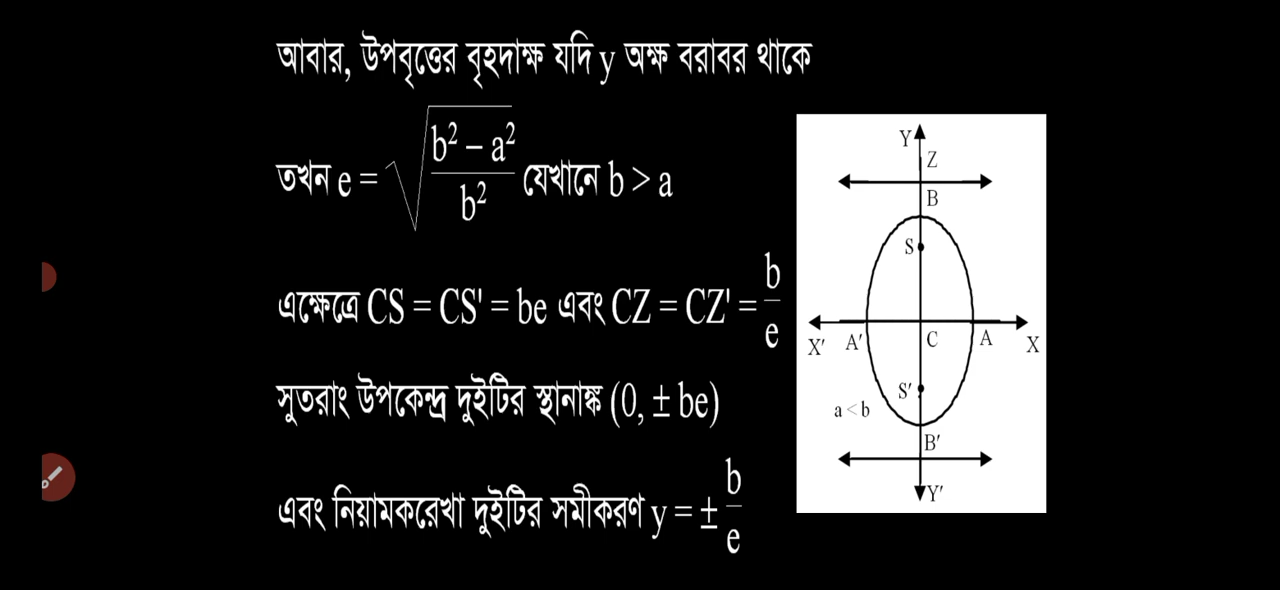 আবার, উপবৃত্তের বৃহদাক্ষ যদি y অক্ষ বরাবর থাকে
তখন e = √((b² – a²)/b²) যেখানে b > a
এক্ষেত্রে CS = CS' = be এবং CZ = CZ' = b/e
সুতরাং উপকেন্দ্র দুইটির স্থানাঙ্ক (0, ± be)
এবং নিয়ামকরেখা দুইটির সমীকরণ y = ± b/e
Y
Z
B
S
X' A' C A X
S'
a < b
B'
Y'